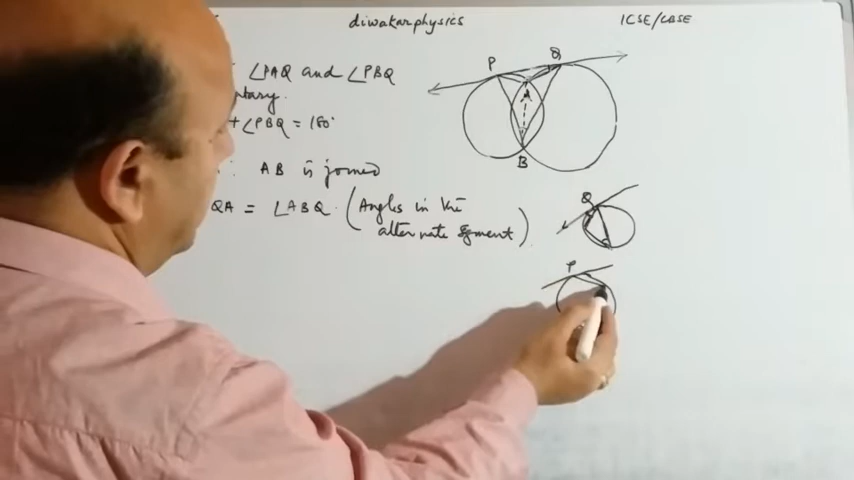 diwakarphysics
ICSE/CBSE
∠PAQ and ∠PBQ
+∠PBQ = 180°
AB is joined
QA = ∠ABQ. (Angles in the
alternate segment)
P
Q
A
B
Q
P